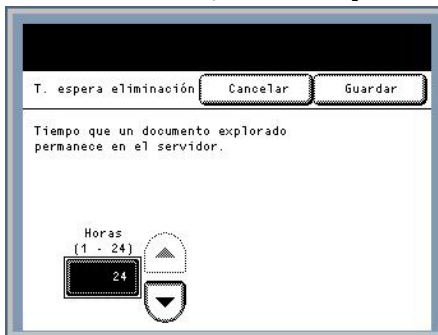 T. espera eliminación Cancelar Guardar
Tiempo que un documento explorado
permanece en el servidor.
Horas
(1 - 24)
24